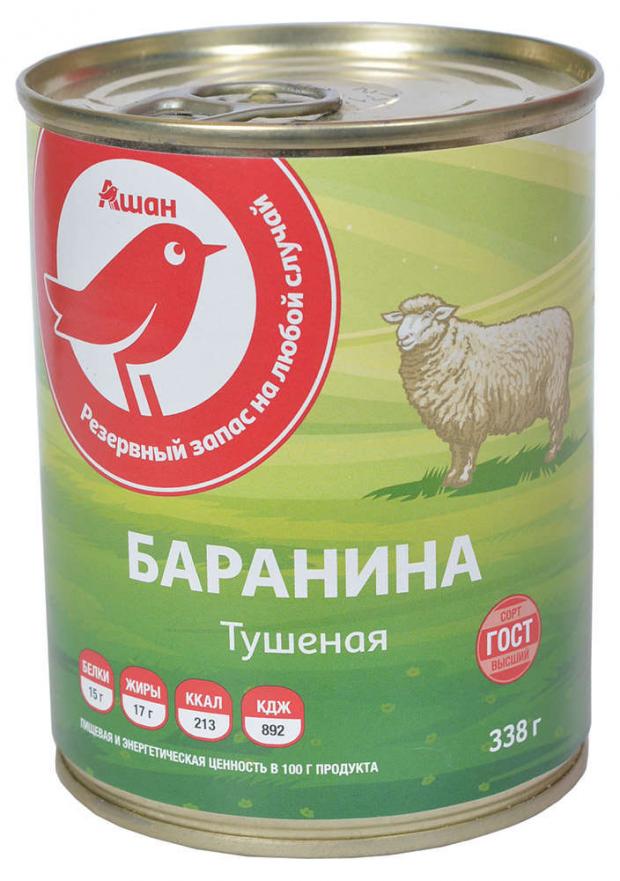 Ашан
Резервный запас на любой случай
БАРАНИНА
Тушеная
СОРТ
ГОСТ
ВЫСШИЙ
БЕЛКИ
15 г
ЖИРЫ
17 г
ККАЛ
213
КДЖ
892
338 г
ПИЩЕВАЯ И ЭНЕРГЕТИЧЕСКАЯ ЦЕННОСТЬ В 100 Г ПРОДУКТА